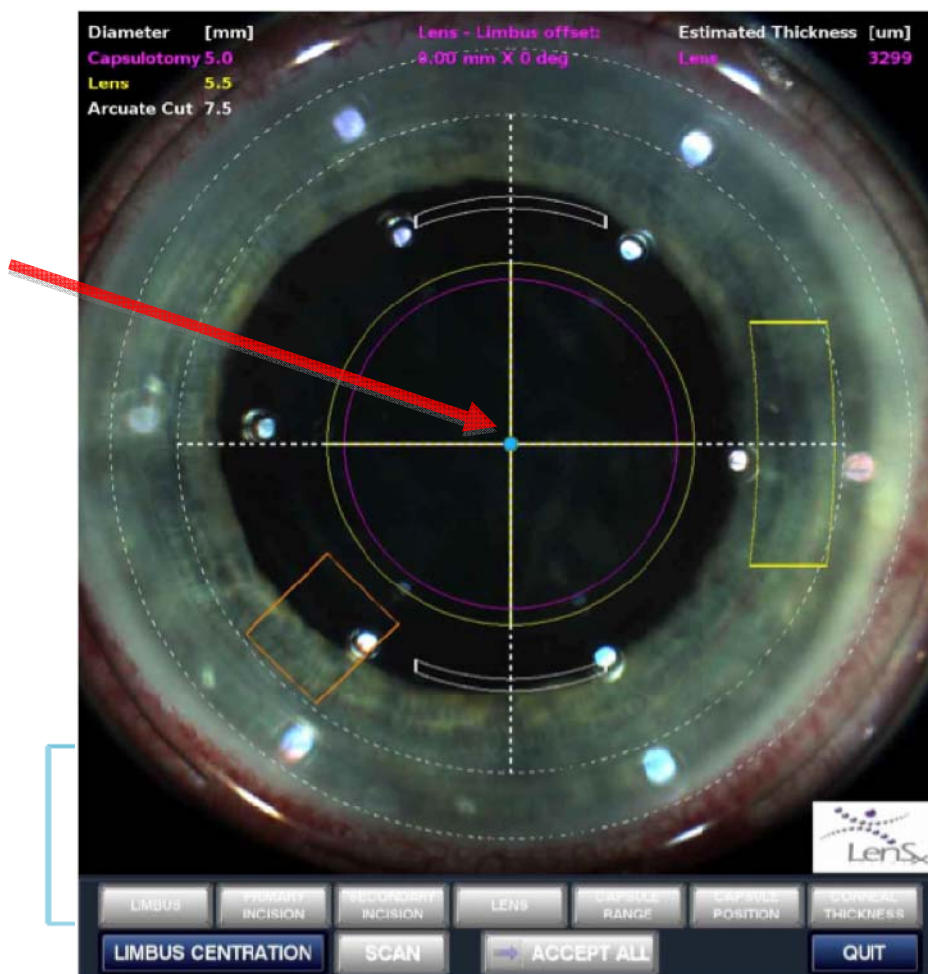 Diameter [mm]
Capsulotomy 5.0
Lens 5.5
Arcuate Cut 7.5
Lens - Limbus offset:
0.00 mm X 0 deg
Estimated Thickness [um]
Lens 3299
LenSx
LIMBUS
PRIMARY INCISION
SECONDARY INCISION
LENS
CAPSULE RANGE
CAPSULE POSITION
CORNEAL THICKNESS
LIMBUS CENTRATION
SCAN
ACCEPT ALL
QUIT